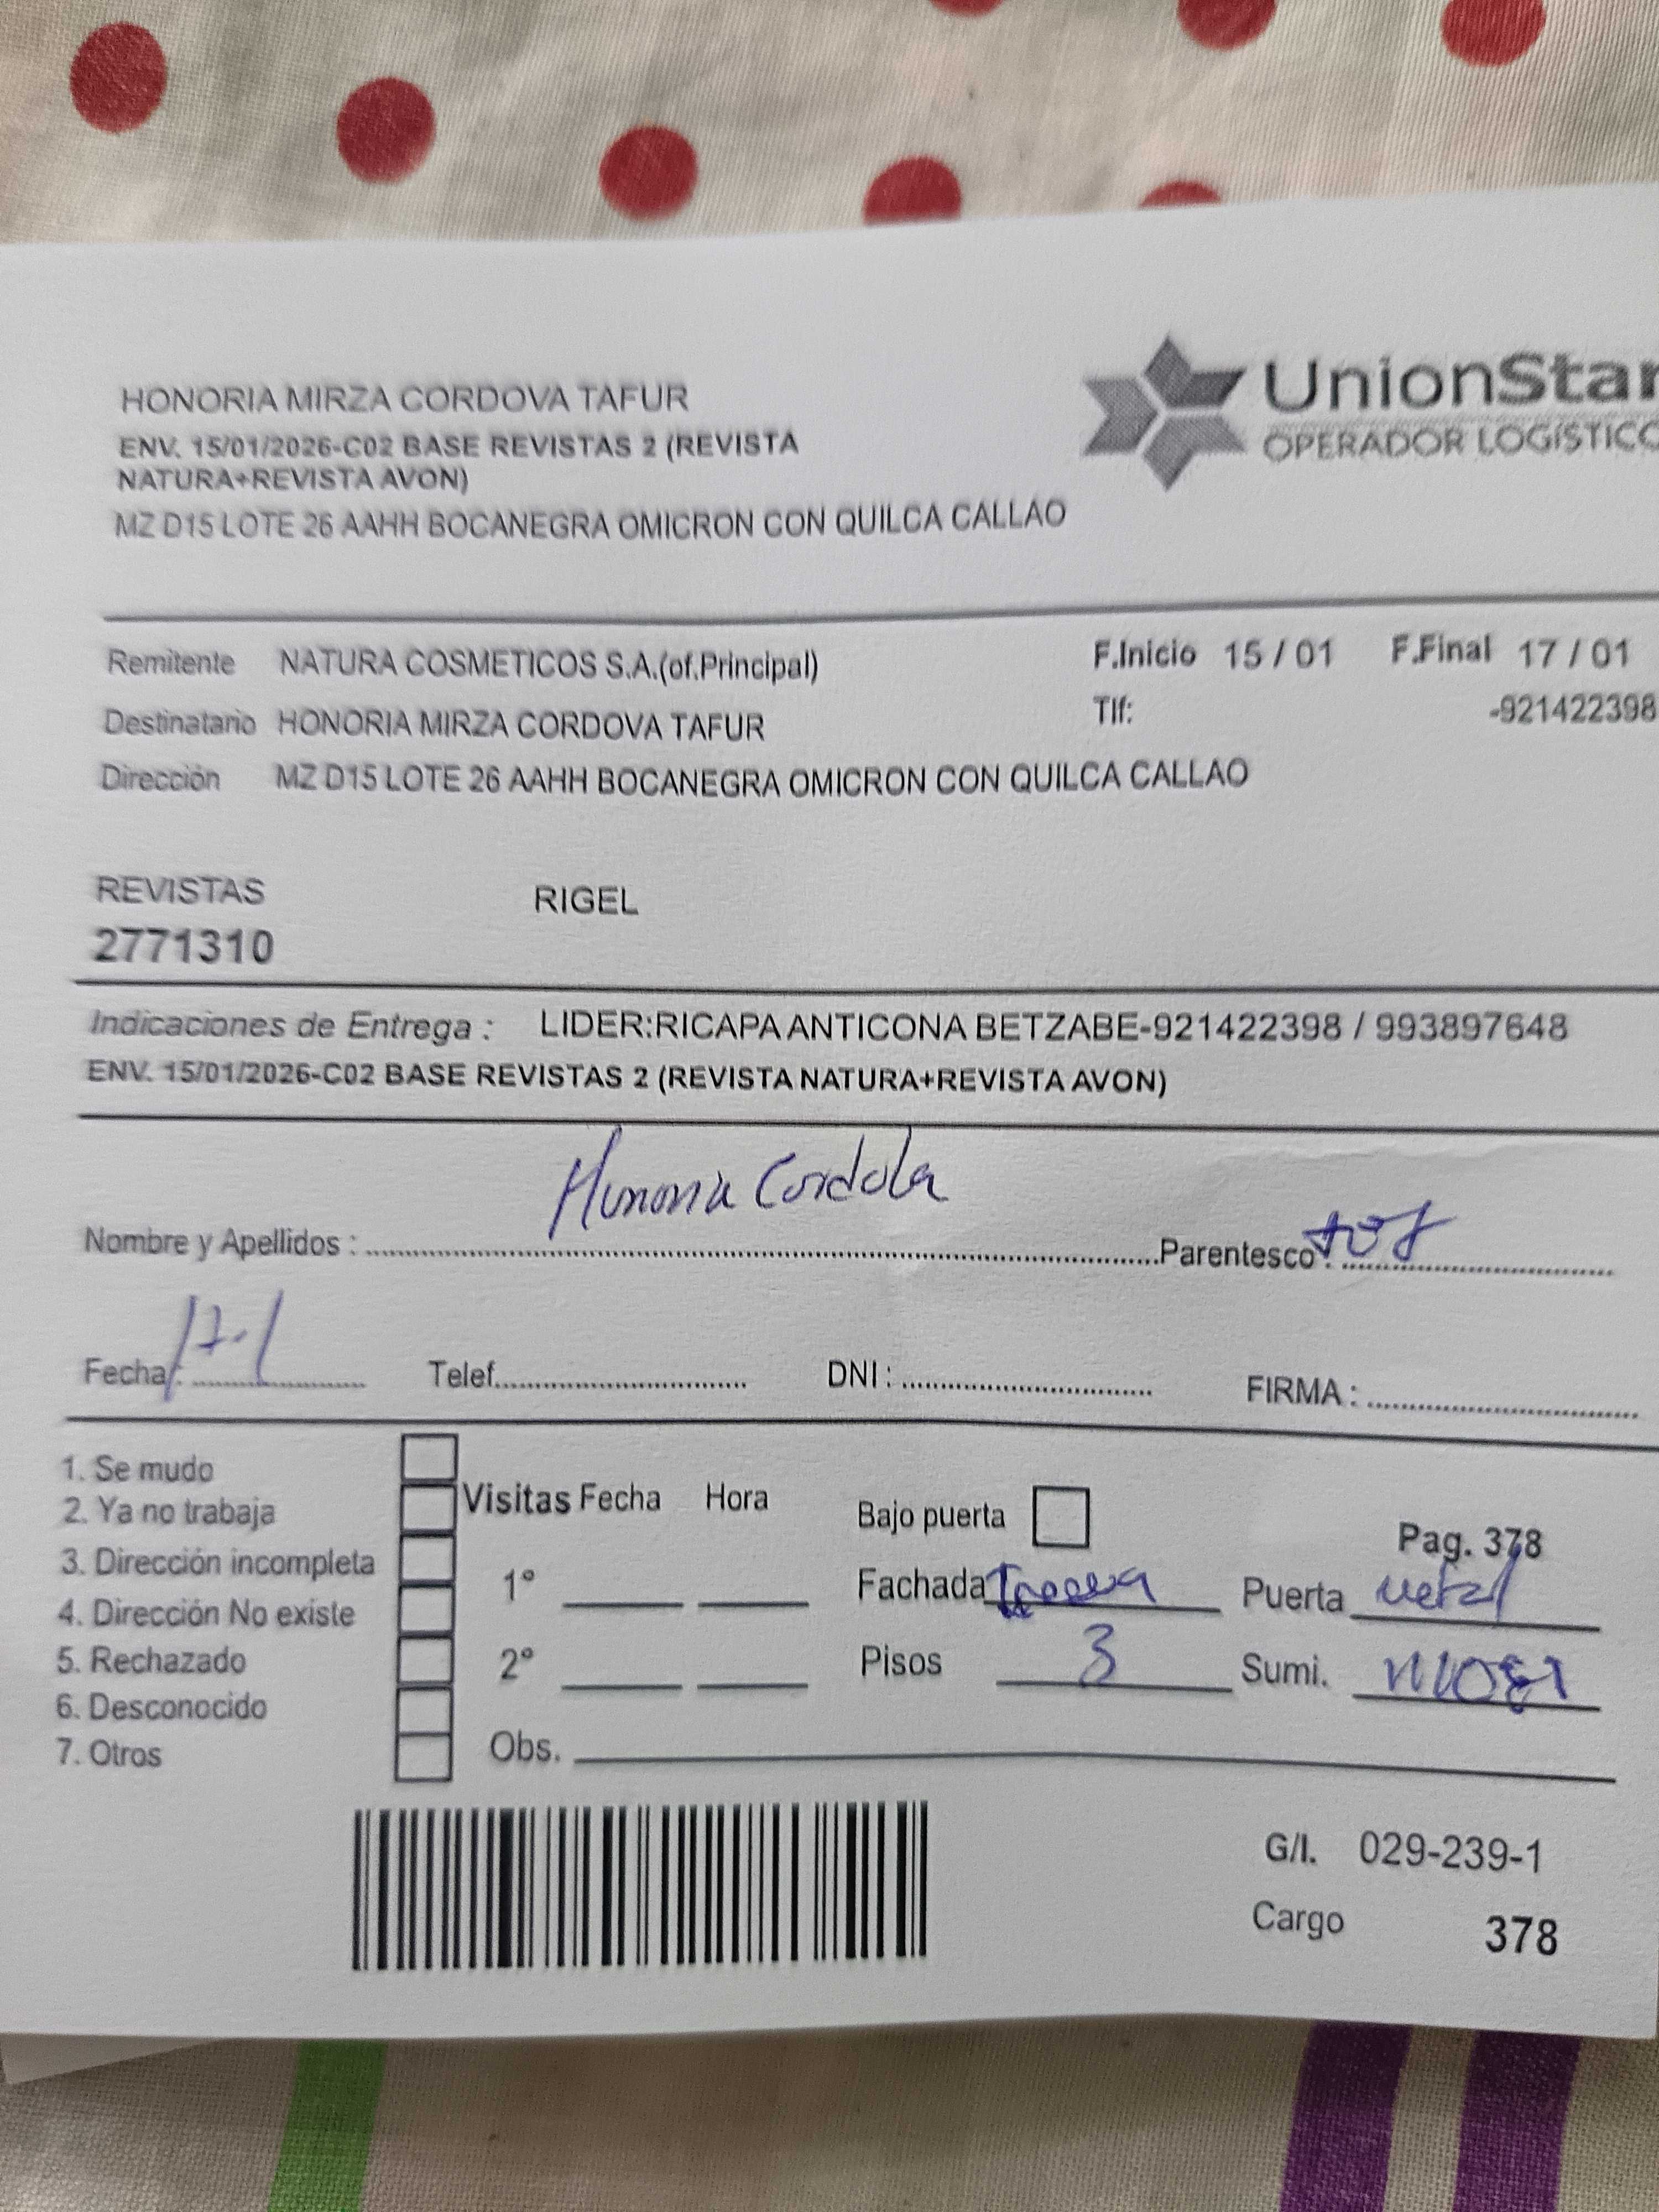 HONORIA MIRZA CORDOVA TAFUR
ENV. 15/01/2026-C02 BASE REVISTAS 2 (REVISTA
NATURA+REVISTA AVON)
MZ D15 LOTE 26 AAHH BOCANEGRA OMICRON CON QUILCA CALLAO
UnionStar
OPERADOR LOGÍSTICO
Remitente NATURA COSMETICOS S.A.(of.Principal) F.Inicio 15 / 01 F.Final 17 / 01
Destinatario HONORIA MIRZA CORDOVA TAFUR Tlf: -921422398
Dirección MZ D15 LOTE 26 AAHH BOCANEGRA OMICRON CON QUILCA CALLAO
REVISTAS RIGEL
2771310
Indicaciones de Entrega : LIDER:RICAPA ANTICONA BETZABE-921422398 / 993897648
ENV. 15/01/2026-C02 BASE REVISTAS 2 (REVISTA NATURA+REVISTA AVON)
Nombre y Apellidos : Cordola Parentesco :
Fecha : 17-1 Telef. DNI : FIRMA :
1. Se mudo
2. Ya no trabaja
3. Dirección incompleta
4. Dirección No existe
5. Rechazado
6. Desconocido
7. Otros
Visitas Fecha Hora
1°
2°
Obs.
Bajo puerta
Pag. 378
Fachada Puerta metal
Pisos 3 Sumi.
G/I. 029-239-1
Cargo 378